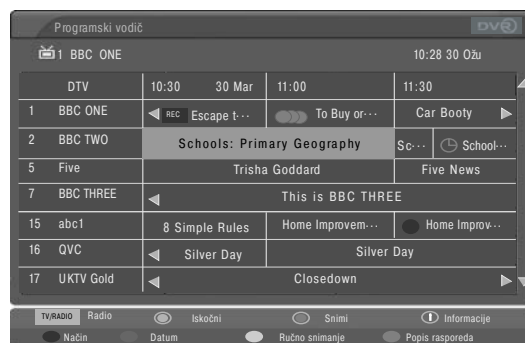 Programski vodič DVR
1 BBC ONE 10:28 30 Ožu
DTV 10:30 30 Mar 11:00 11:30
1 BBC ONE REC Escape t··· To Buy or··· Car Booty
2 BBC TWO Schools: Primary Geography Sc··· School···
5 Five Trisha Goddard Five News
7 BBC THREE This is BBC THREE
15 abc1 8 Simple Rules Home Improvem··· Home Improv···
16 QVC Silver Day Silver Day
17 UKTV Gold Closedown
TV/RADIO Radio Iskočni Snimi Informacije
Način Datum Ručno snimanje Popis rasporeda